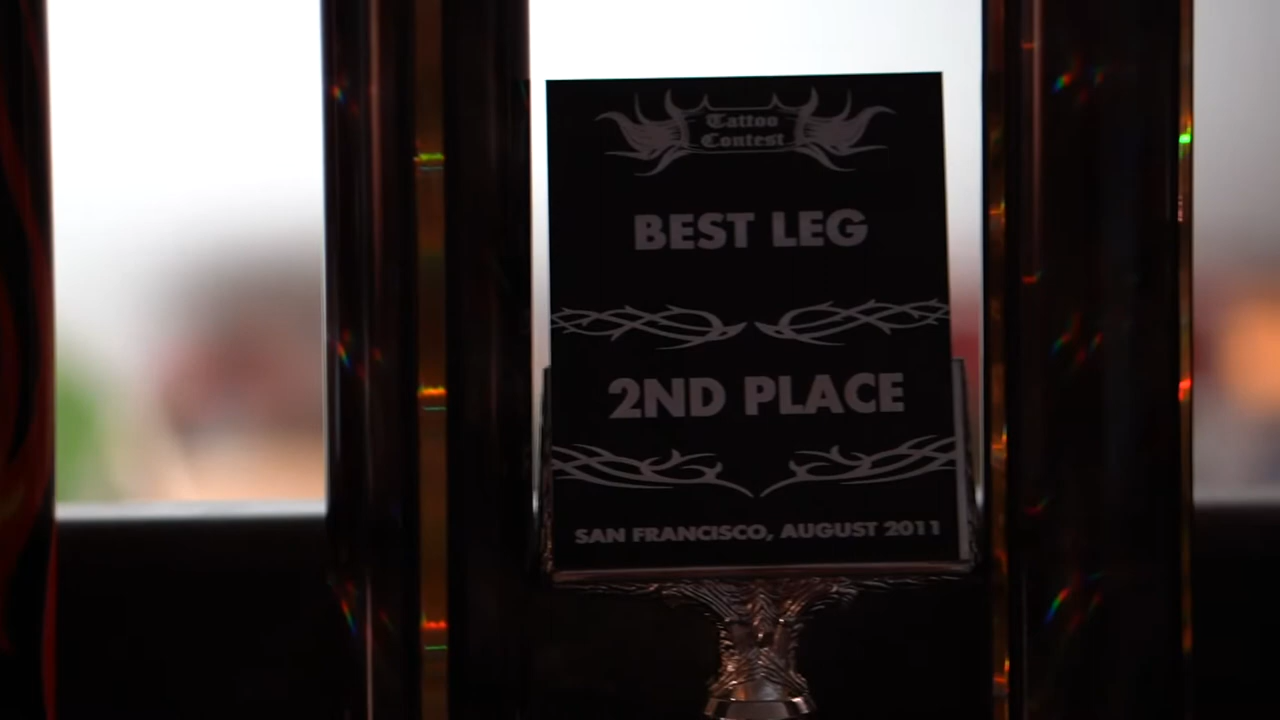 Tattoo
Contest
BEST LEG
2ND PLACE
SAN FRANCISCO, AUGUST 2011